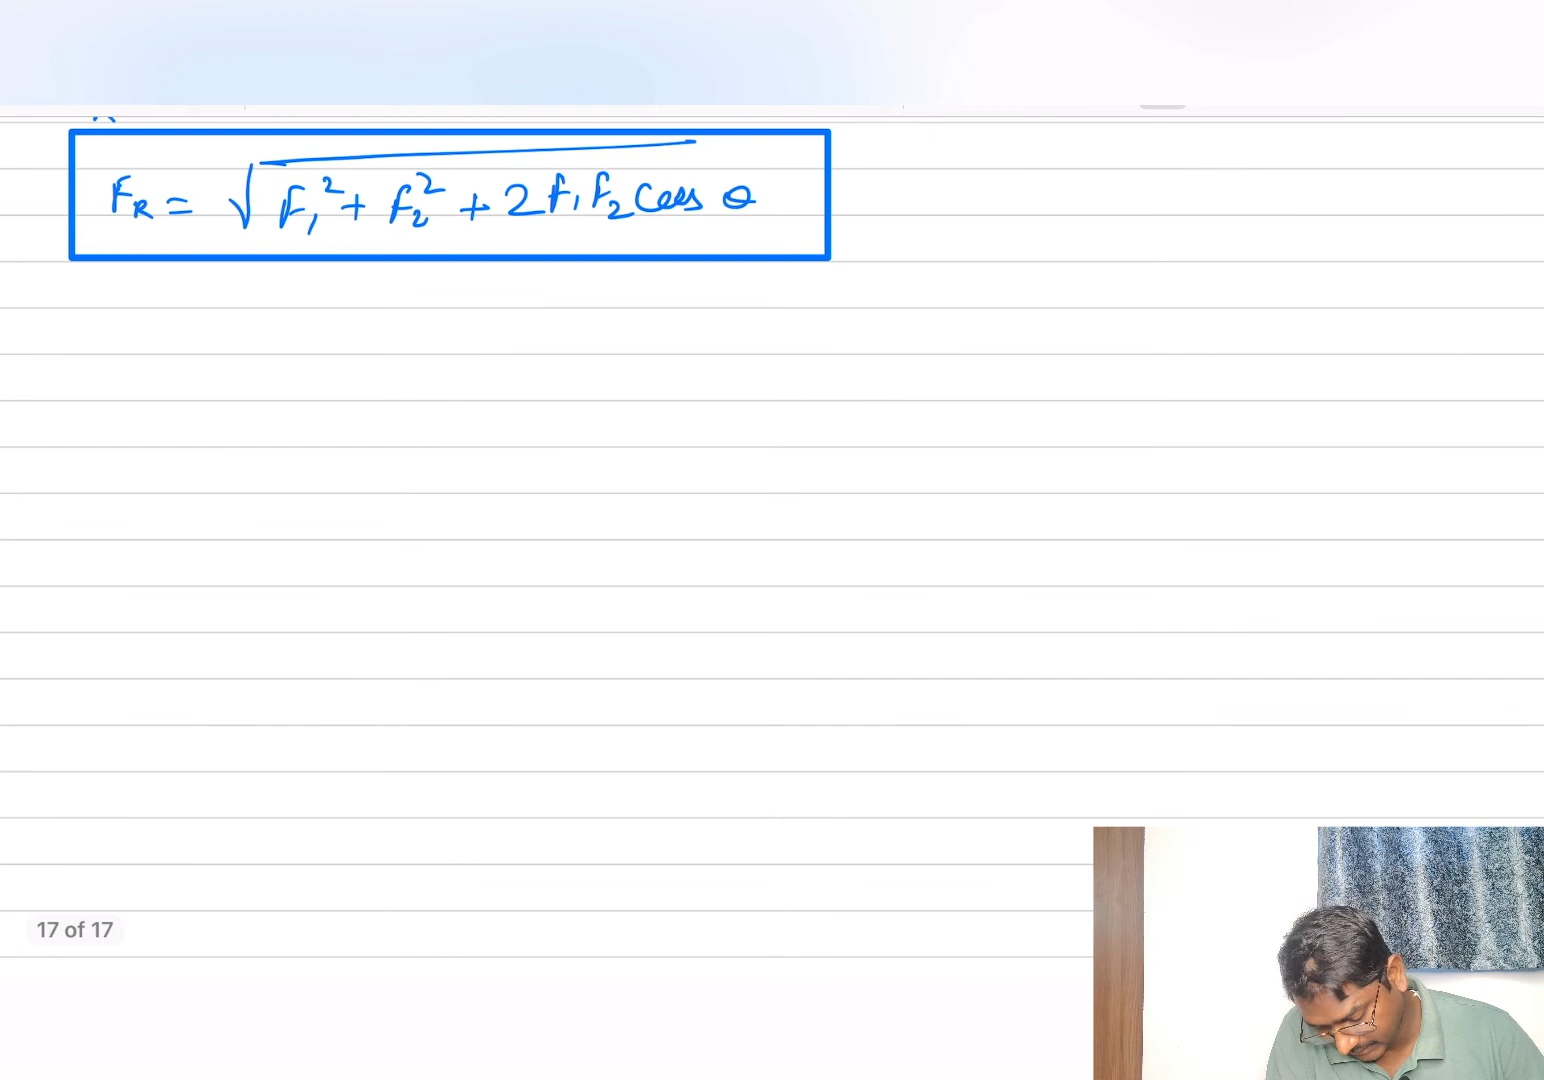 F_R = √(F₁² + F₂² + 2F₁F₂ Cos θ)
17 of 17